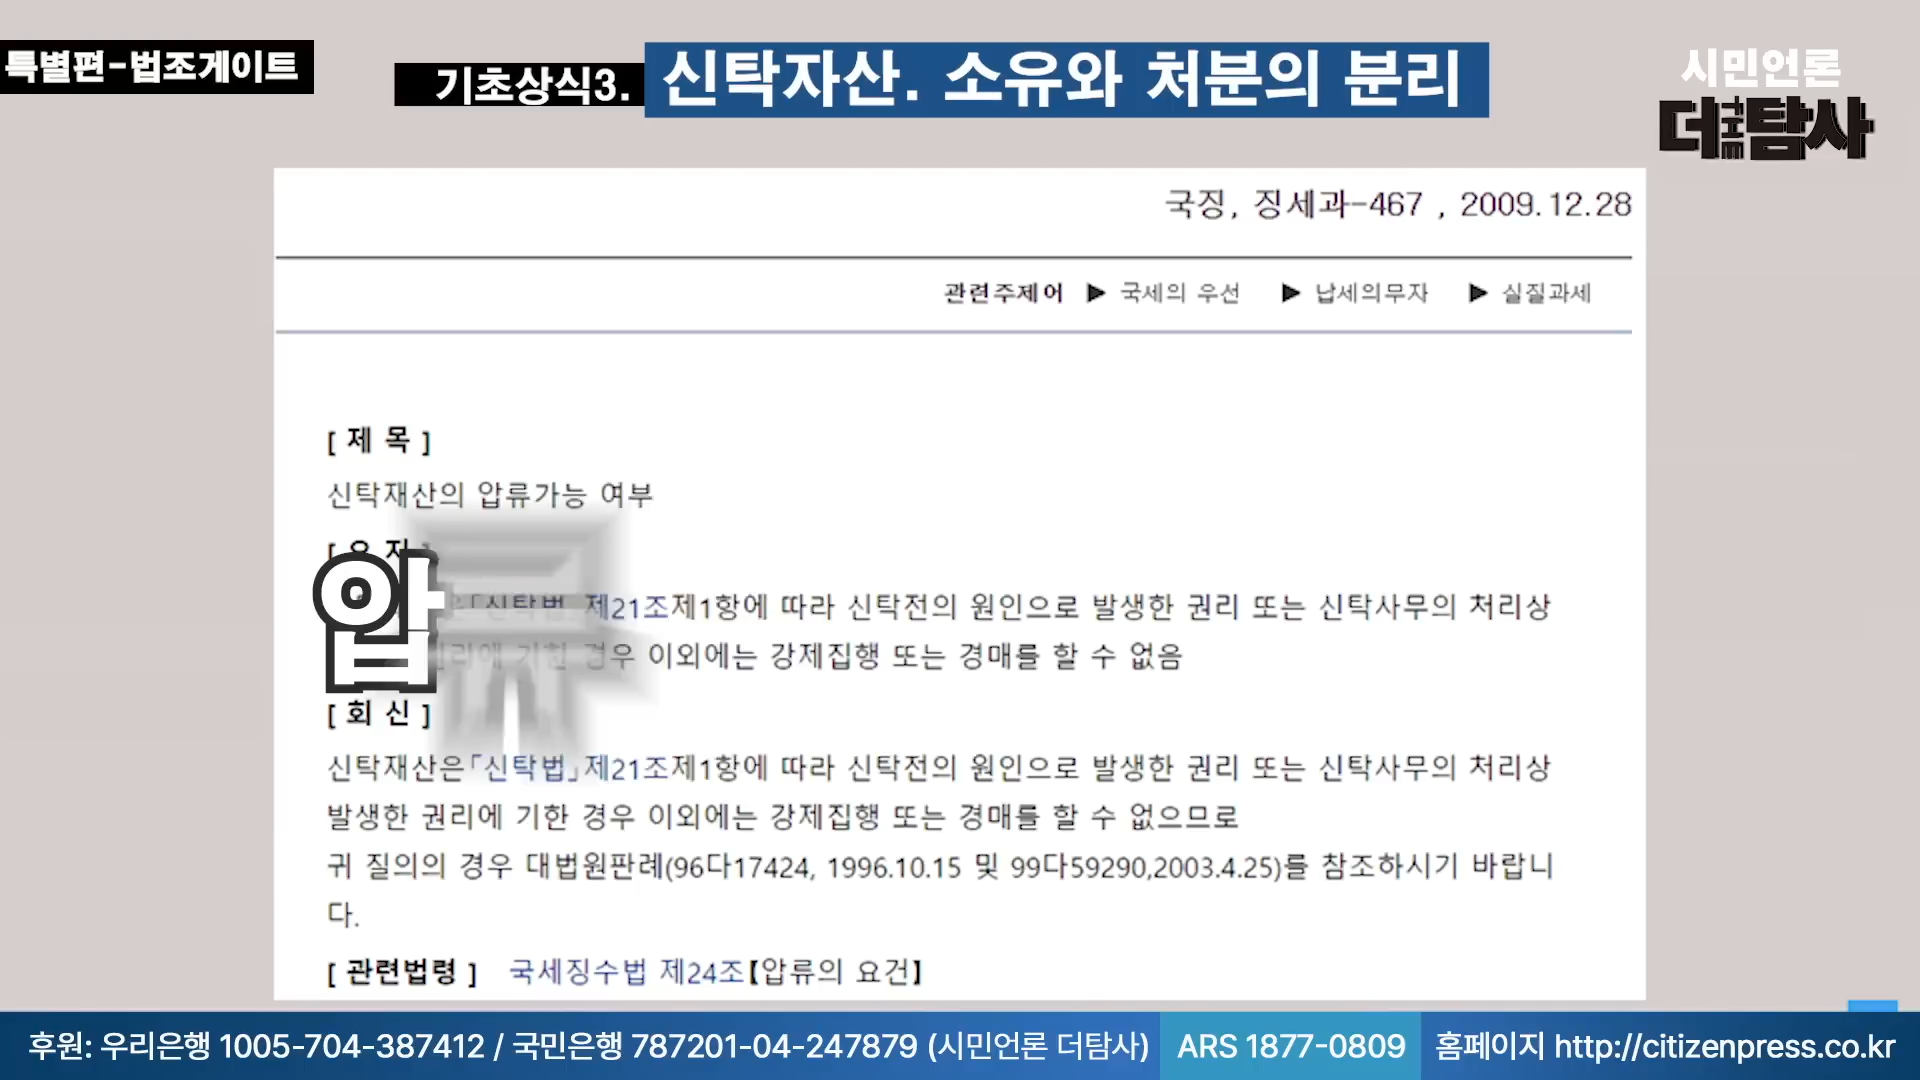 특별편-법조게이트
기초상식3. 신탁자산. 소유와 처분의 분리
시민언론
더탐사
국징, 징세과-467 , 2009.12.28
관련주제어 ▶ 국세의 우선 ▶ 납세의무자 ▶ 실질과세
[ 제 목 ]
신탁재산의 압류가능 여부
[ 요 지 ]
「신탁법」제21조제1항에 따라 신탁전의 원인으로 발생한 권리 또는 신탁사무의 처리상
권리에 기한 경우 이외에는 강제집행 또는 경매를 할 수 없음
압류
[ 회 신 ]
신탁재산은「신탁법」제21조제1항에 따라 신탁전의 원인으로 발생한 권리 또는 신탁사무의 처리상
발생한 권리에 기한 경우 이외에는 강제집행 또는 경매를 할 수 없으므로
귀 질의의 경우 대법원판례(96다17424, 1996.10.15 및 99다59290,2003.4.25)를 참조하시기 바랍니
다.
[ 관련법령 ] 국세징수법 제24조【압류의 요건】
후원: 우리은행 1005-704-387412 / 국민은행 787201-04-247879 (시민언론 더탐사) ARS 1877-0809 홈페이지 http://citizenpress.co.kr